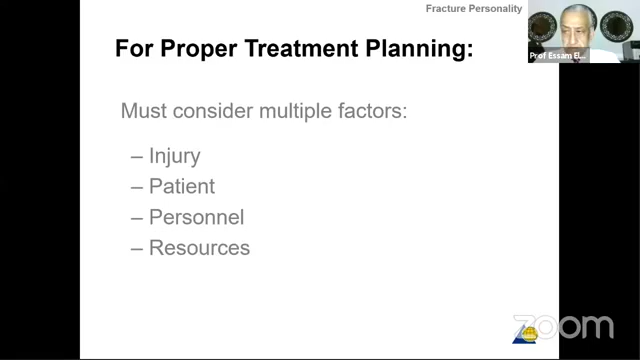 Fracture Personality
For Proper Treatment Planning:
Prof Essam El...
Must consider multiple factors:
– Injury
– Patient
– Personnel
– Resources
zoom